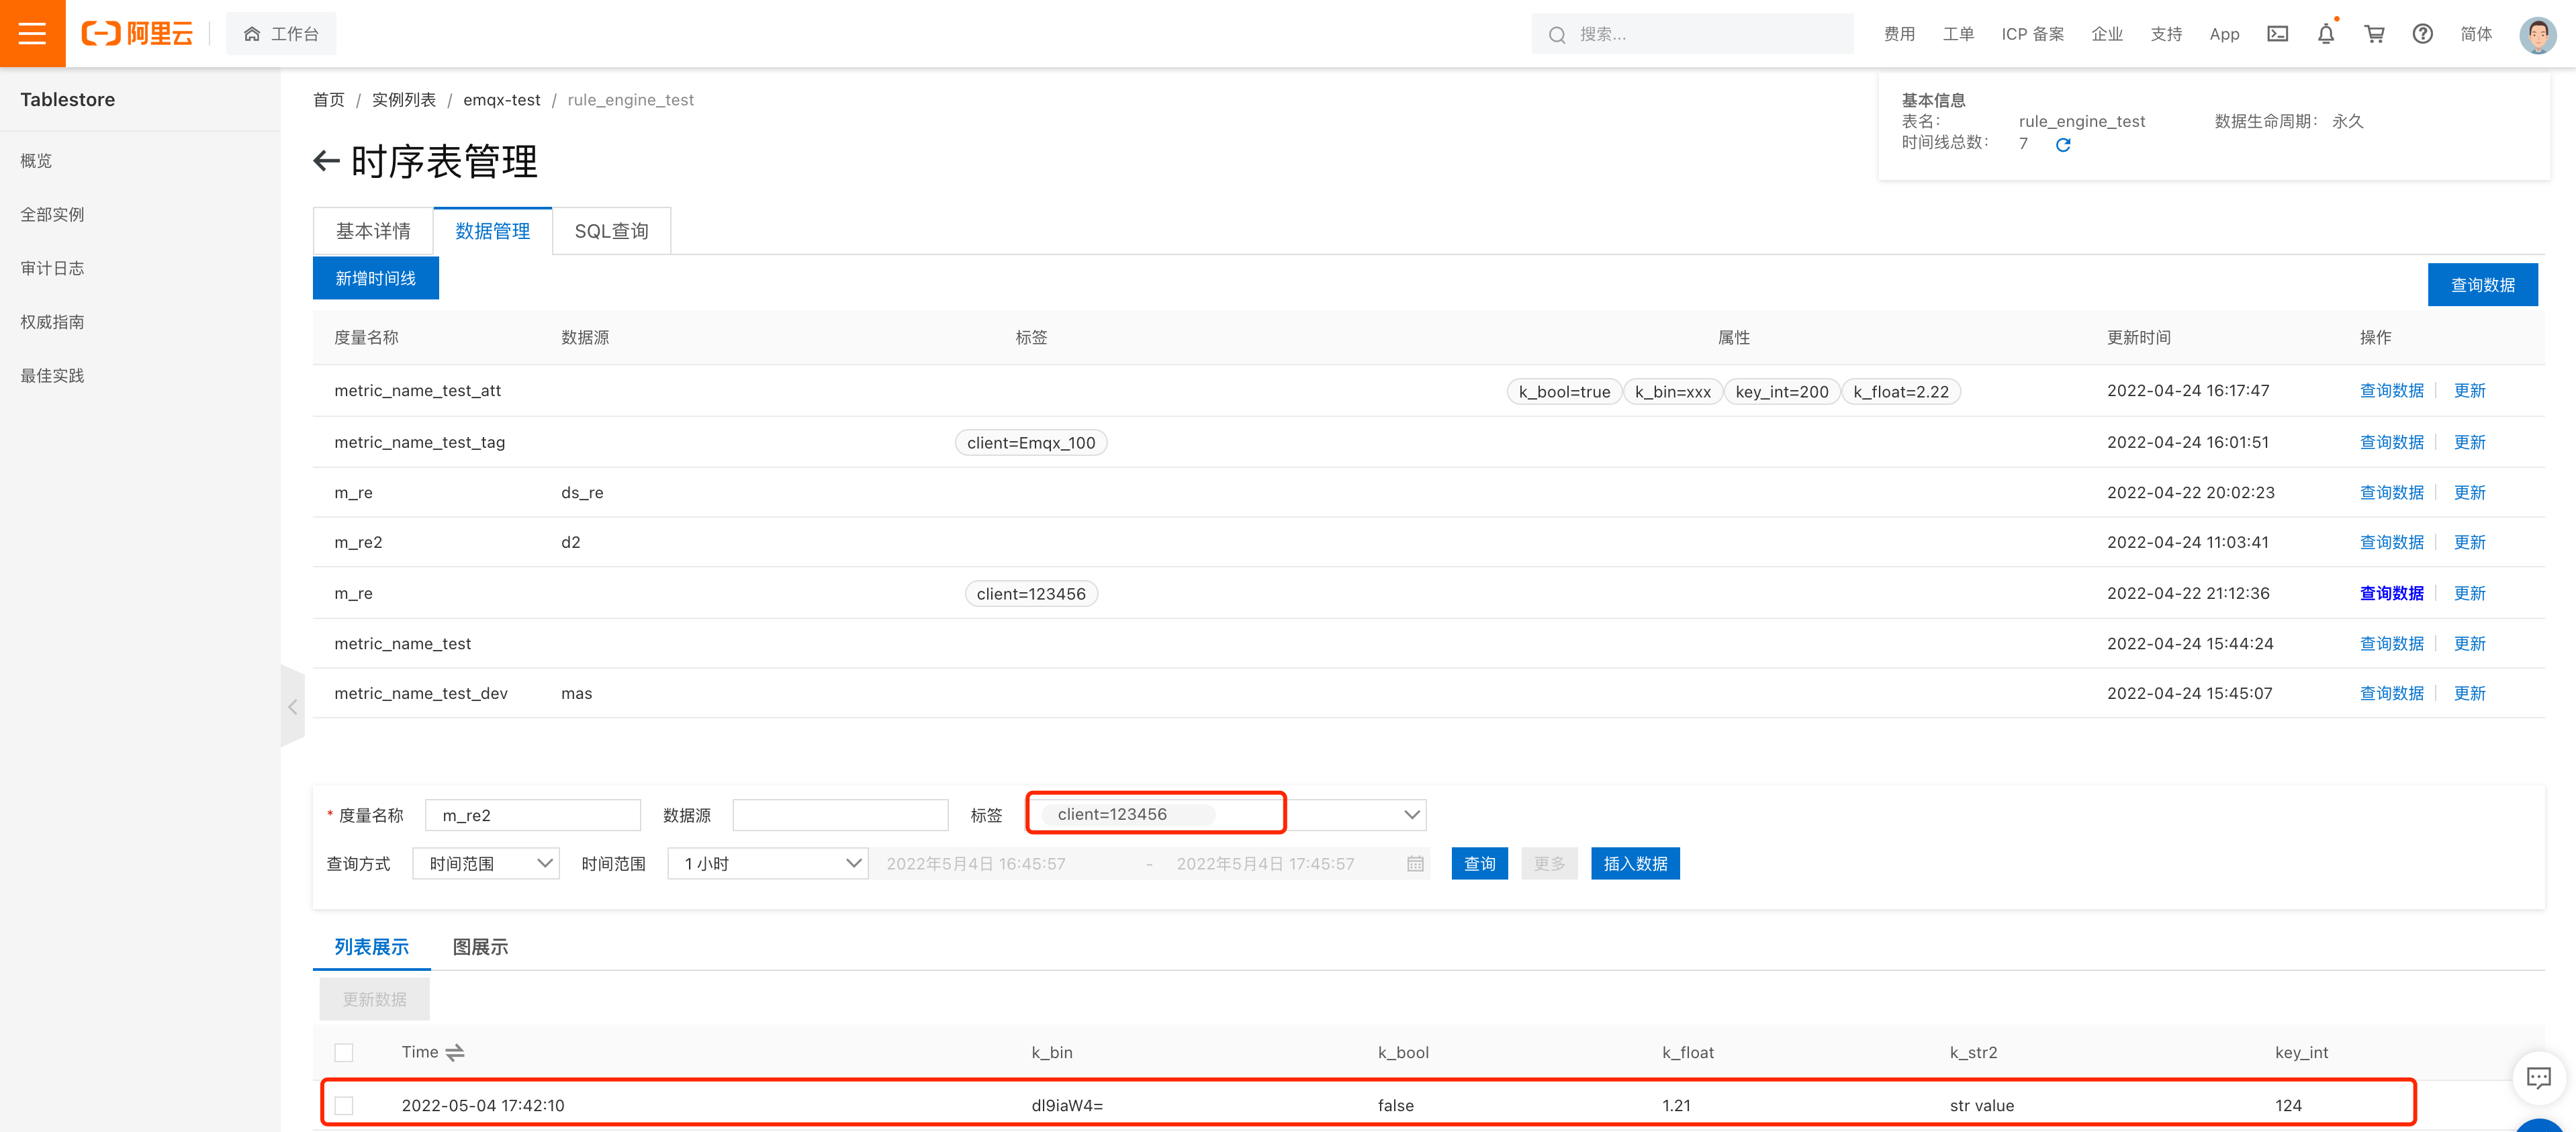 阿里云
工作台
搜索...
费用 工单 ICP 备案 企业 支持 App 简体
Tablestore
概览
全部实例
审计日志
权威指南
最佳实践
首页 / 实例列表 / emqx-test / rule_engine_test
基本信息
表名: rule_engine_test 数据生命周期: 永久
时间线总数: 7
时序表管理
基本详情 数据管理 SQL查询
新增时间线
查询数据
度量名称 数据源 标签 属性 更新时间 操作
metric_name_test_att k_bool=true k_bin=xxx key_int=200 k_float=2.22 2022-04-24 16:17:47 查询数据 更新
metric_name_test_tag client=Emqx_100 2022-04-24 16:01:51 查询数据 更新
m_re ds_re 2022-04-22 20:02:23 查询数据 更新
m_re2 d2 2022-04-24 11:03:41 查询数据 更新
m_re client=123456 2022-04-22 21:12:36 查询数据 更新
metric_name_test 2022-04-24 15:44:24 查询数据 更新
metric_name_test_dev mas 2022-04-24 15:45:07 查询数据 更新
* 度量名称 m_re2 数据源 标签 client=123456
查询方式 时间范围 时间范围 1 小时 2022年5月4日 16:45:57 - 2022年5月4日 17:45:57 查询 更多 插入数据
列表展示 图展示
更新数据
Time k_bin k_bool k_float k_str2 key_int
2022-05-04 17:42:10 dl9iaW4= false 1.21 str value 124